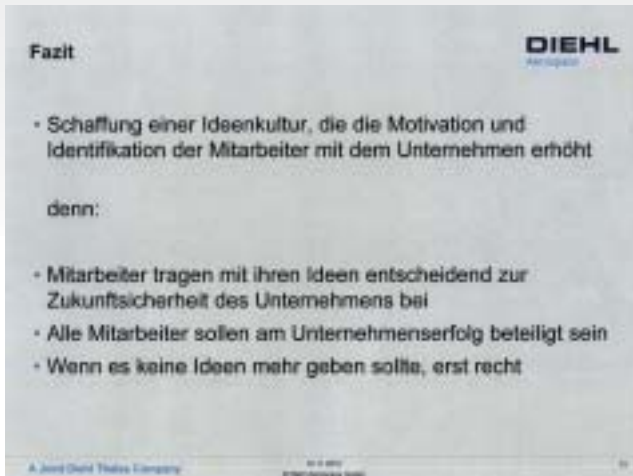 Fazit
DIEHL
Aerospace
• Schaffung einer Ideenkultur, die die Motivation und
Identifikation der Mitarbeiter mit dem Unternehmen erhöht
denn:
• Mitarbeiter tragen mit ihren Ideen entscheidend zur
Zukunftsicherheit des Unternehmens bei
• Alle Mitarbeiter sollen am Unternehmenserfolg beteiligt sein
• Wenn es keine Ideen mehr geben sollte, erst recht
A Joint Diehl Thales Company